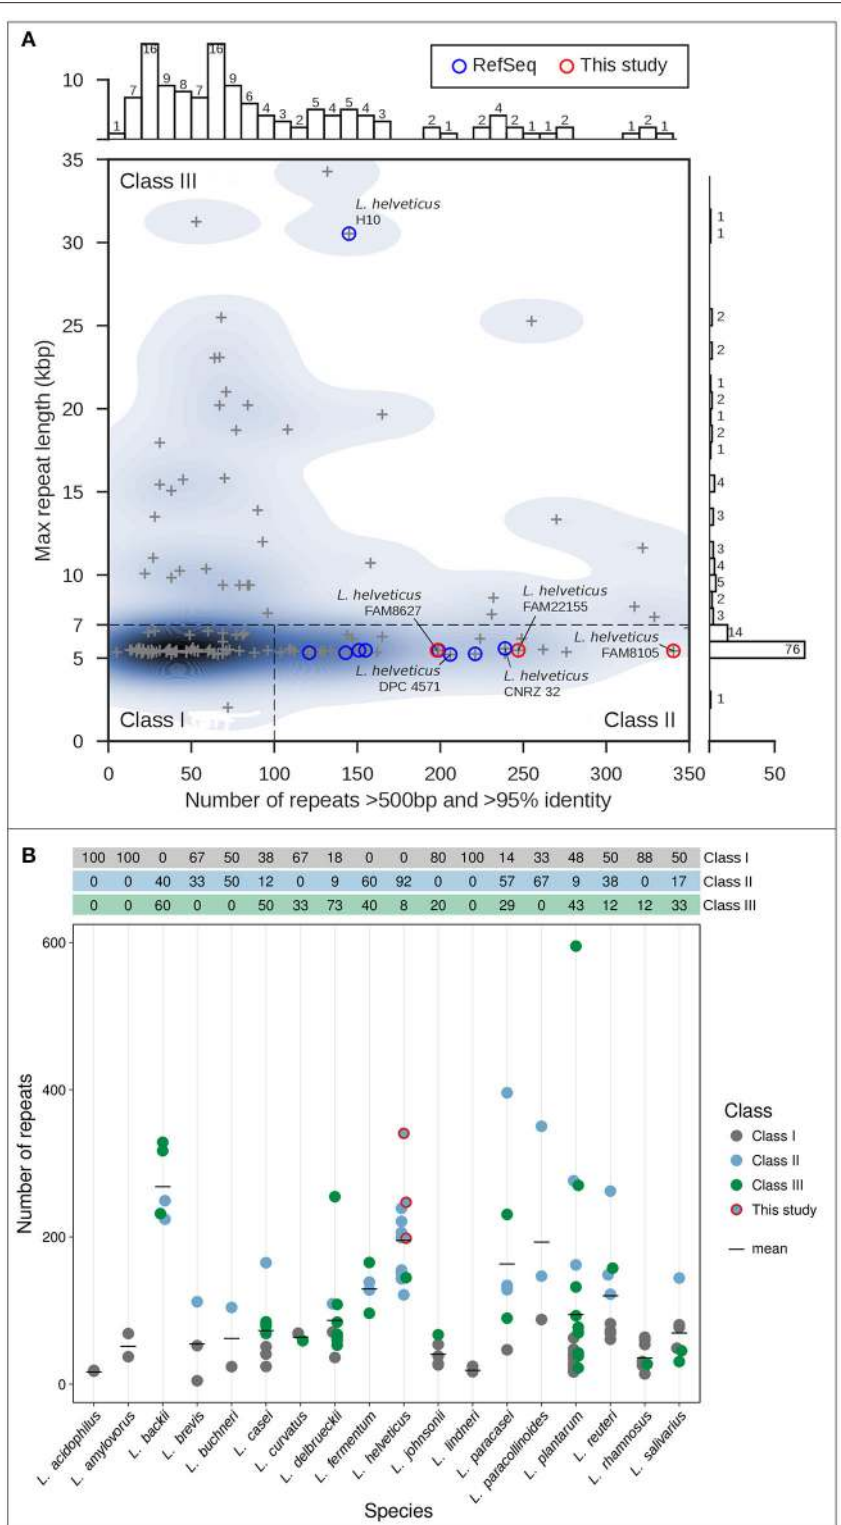 A
16
16
9
9
10
8
7
7
6
5
5
4
4
4
4
3
3
2
2
2
2
2
2
1
1
1
1
1
1
RefSeq
This study
35
Class III
L. helveticus
H10
30
25
20
15
10
7
5
0
Max repeat length (kbp)
L. helveticus
FAM8627
L. helveticus
FAM22155
L. helveticus
FAM8105
L. helveticus
DPC 4571
L. helveticus
CNRZ 32
Class I
Class II
0 50 100 150 200 250 300 350
Number of repeats >500bp and >95% identity
1
1
2
2
1
2
1
2
1
4
3
3
4
5
2
3
14
76
1
0 50
B
100 100 0 67 50 38 67 18 0 0 80 100 14 33 48 50 88 50 Class I
0 0 40 33 50 12 0 9 60 92 0 0 57 67 9 38 0 17 Class II
0 0 60 0 0 50 33 73 40 8 20 0 29 0 43 12 12 33 Class III
600
400
200
0
Number of repeats
Class
Class I
Class II
Class III
This study
mean
L. acidophilus
L. amylovorus
L. backii
L. brevis
L. buchneri
L. casei
L. curvatus
L. delbrueckii
L. fermentum
L. helveticus
L. johnsonii
L. lindneri
L. paracasei
L. paracollinoides
L. plantarum
L. reuteri
L. rhamnosus
L. salivarius
Species